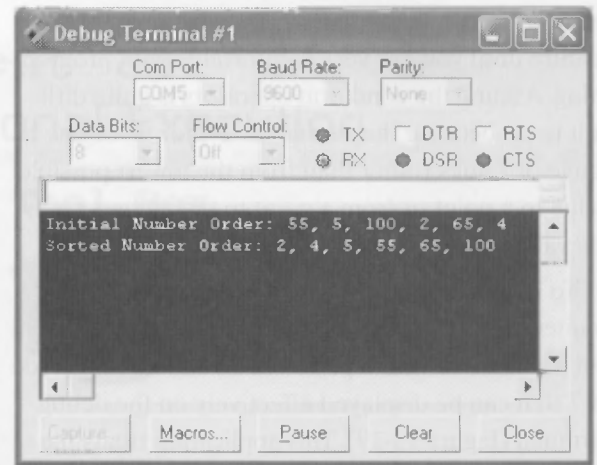 Debug Terminal #1
Com Port: Baud Rate: Parity:
COM5 9600 None
Data Bits: Flow Control: TX DTR RTS
8 Off RX DSR CTS
Initial Number Order: 55, 5, 100, 2, 65, 4
Sorted Number Order: 2, 4, 5, 55, 65, 100
Capture... Macros... Pause Clear Close